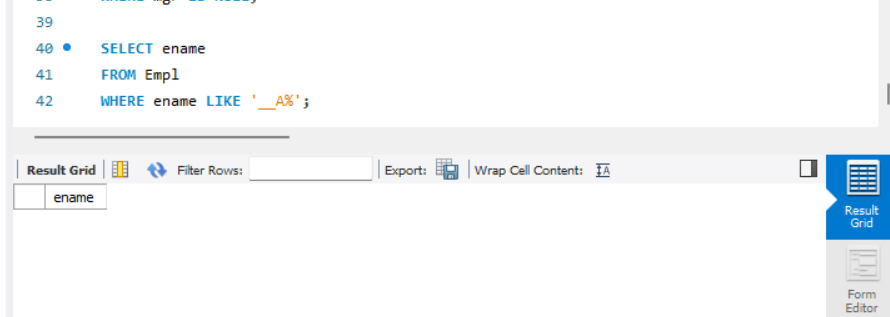 39
40 SELECT ename
41 FROM Empl
42 WHERE ename LIKE '__A%';
Result Grid Filter Rows: Export: Wrap Cell Content: IA
ename
Result
Grid
Form
Editor